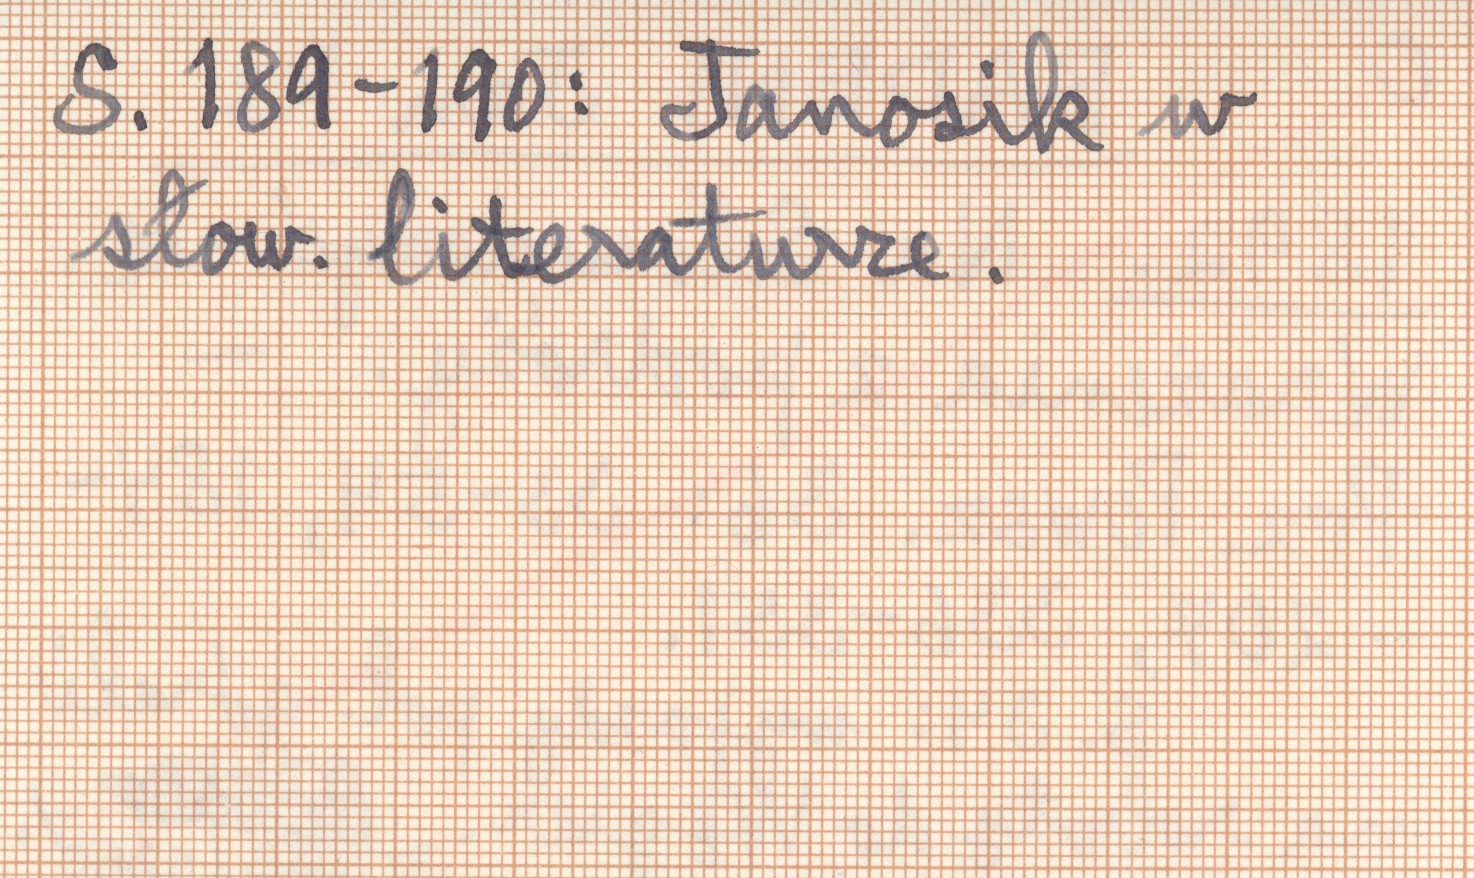 S. 189-190: Janosik w
słow. literaturze.